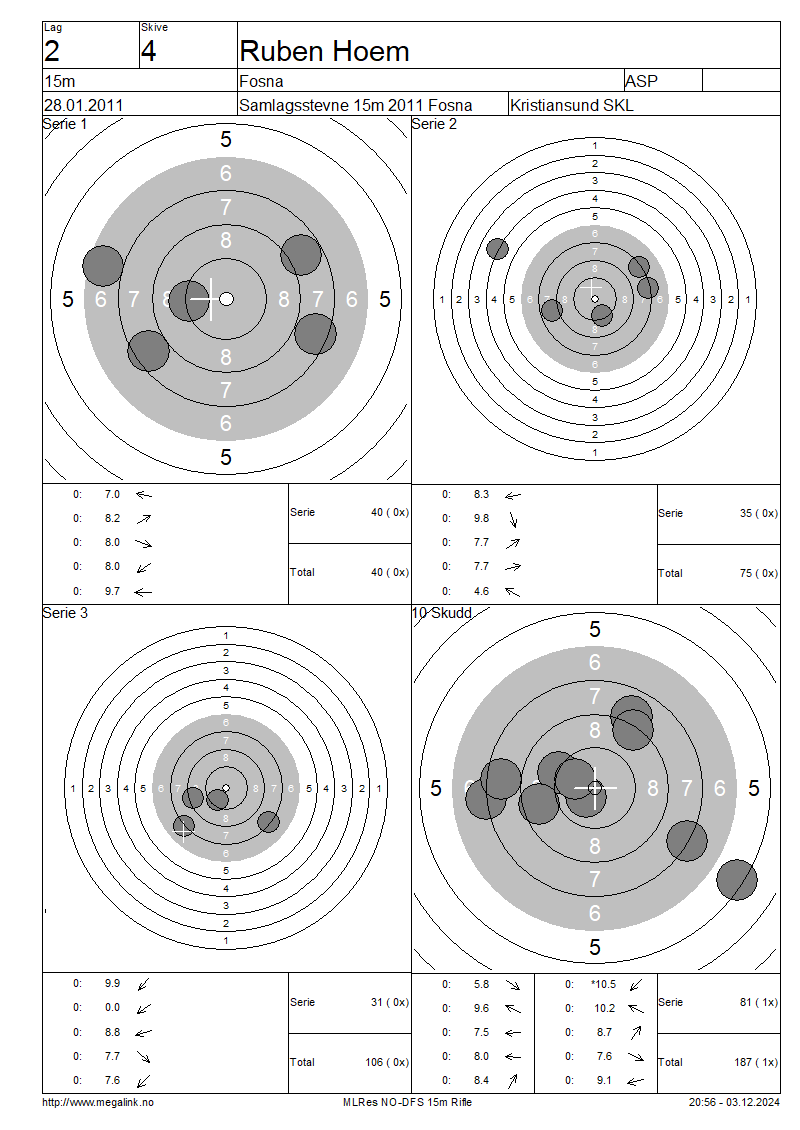 Lag Skive
2 4 Ruben Hoem
15m Fosna ASP
28.01.2011 Samlagsstevne 15m 2011 Fosna Kristiansund SKL
Serie 1
5
6
7
8
5 6 7 8 8 7 6 5
8
7
6
5
Serie 2
1
2
3
4
5
6
7
8
1 2 3 4 5 6 7 8 8 7 6 5 4 3 2 1
8
7
6
5
4
3
2
1
0: 7.0
0: 8.2
0: 8.0
0: 8.0
0: 9.7
Serie 40 ( 0x)
Total 40 ( 0x)
0: 8.3
0: 9.8
0: 7.7
0: 7.7
0: 4.6
Serie 35 ( 0x)
Total 75 ( 0x)
Serie 3
1
2
3
4
5
6
7
8
1 2 3 4 5 6 7 8 8 7 6 5 4 3 2 1
8
7
6
5
4
3
2
1
10 Skudd
5
6
7
8
5 6 8 8 7 6 5
8
7
6
5
0: 9.9
0: 0.0
0: 8.8
0: 7.7
0: 7.6
Serie 31 ( 0x)
Total 106 ( 0x)
0: 5.8 0: *10.5
0: 9.6 0: 10.2
0: 7.5 0: 8.7
0: 8.0 0: 7.6
0: 8.4 0: 9.1
Serie 81 ( 1x)
Total 187 ( 1x)
http://www.megalink.no MLRes NO-DFS 15m Rifle 20:56 - 03.12.2024